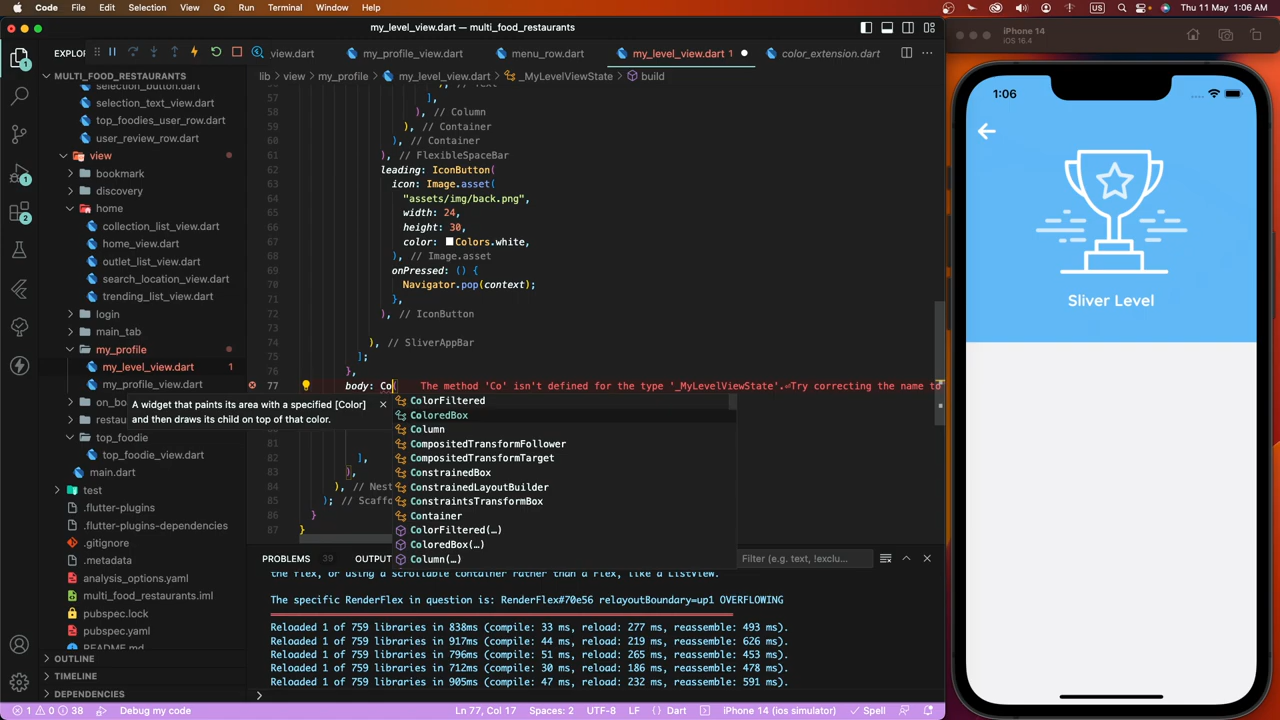 Code File Edit Selection View Go Run Terminal Window Help
US Thu 11 May 1:06 AM
my_level_view.dart — multi_food_restaurants
EXPLOR
view.dart
my_profile_view.dart
menu_row.dart
my_level_view.dart 1
color_extension.dart
lib > view > my_profile > my_level_view.dart > _MyLevelViewState > build
MULTI_FOOD_RESTAURANTS
selection_button.dart
selection_text_view.dart
top_foodies_user_row.dart
user_review_row.dart
view
bookmark
discovery
home
collection_list_view.dart
home_view.dart
outlet_list_view.dart
search_location_view.dart
trending_list_view.dart
login
main_tab
my_profile
my_level_view.dart 1
my_profile_view.dart
on_bo
restau
top_foodie
top_foodie_view.dart
main.dart
test
.flutter-plugins
.flutter-plugins-dependencies
.gitignore
.metadata
analysis_options.yaml
multi_food_restaurants.iml
pubspec.lock
pubspec.yaml
README.md
OUTLINE
TIMELINE
DEPENDENCIES
1
1
2
57 ],
58 ), // Column
59 ), // Container
60 ), // Container
61 ), // FlexibleSpaceBar
62 leading: IconButton(
63 icon: Image.asset(
64 "assets/img/back.png",
65 width: 24,
66 height: 30,
67 color: Colors.white,
68 ), // Image.asset
69 onPressed: () {
70 Navigator.pop(context);
71 },
72 ), // IconButton
73
74 ), // SliverAppBar
75 ];
76 },
77 body: Co( The method 'Co' isn't defined for the type '_MyLevelViewState'.⏎Try correcting the name to
A widget that paints its area with a specified [Color]
and then draws its child on top of that color.
ColorFiltered
ColoredBox
Column
CompositedTransformFollower
CompositedTransformTarget
ConstrainedBox
ConstrainedLayoutBuilder
ConstraintsTransformBox
Container
ColorFiltered(…)
ColoredBox(…)
Column(…)
81 ),
82 ],
83 ),
84 ), // Nest
85 ); // Scaffo
86 }
87 }
PROBLEMS 39
OUTPUT
Filter (e.g. text, !exclu...
the flex, or using a scrollable container rather than a Flex, like a ListView.
The specific RenderFlex in question is: RenderFlex#70e56 relayoutBoundary=up1 OVERFLOWING
Reloaded 1 of 759 libraries in 838ms (compile: 33 ms, reload: 277 ms, reassemble: 493 ms).
Reloaded 1 of 759 libraries in 917ms (compile: 44 ms, reload: 219 ms, reassemble: 626 ms).
Reloaded 1 of 759 libraries in 796ms (compile: 51 ms, reload: 265 ms, reassemble: 453 ms).
Reloaded 1 of 759 libraries in 712ms (compile: 30 ms, reload: 186 ms, reassemble: 478 ms).
Reloaded 1 of 759 libraries in 905ms (compile: 47 ms, reload: 232 ms, reassemble: 591 ms).
1 0 38 Debug my code
Ln 77, Col 17 Spaces: 2 UTF-8 LF {} Dart iPhone 14 (ios simulator) Spell
iPhone 14
iOS 16.4
1:06
Sliver Level